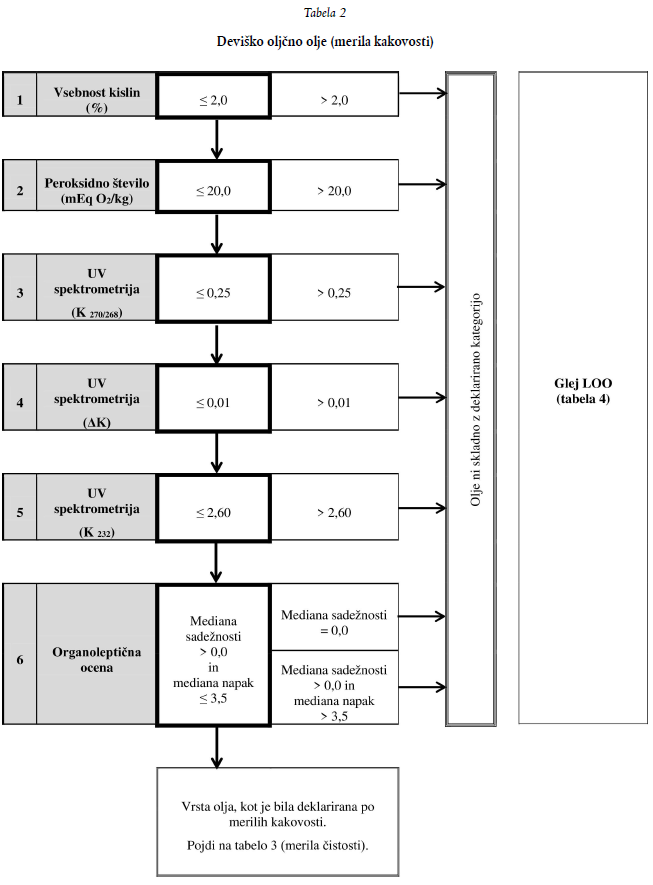 Tabela 2
Deviško oljčno olje (merila kakovosti)
1
Vsebnost kislin
(%)
≤ 2,0
> 2,0
2
Peroksidno število
(mEq O₂/kg)
≤ 20,0
> 20,0
3
UV
spektrometrija
(K 270/268)
≤ 0,25
> 0,25
4
UV
spektrometrija
(ΔK)
≤ 0,01
> 0,01
5
UV
spektrometrija
(K 232)
≤ 2,60
> 2,60
6
Organoleptična
ocena
Mediana
sadežnosti
> 0,0
in
mediana napak
≤ 3,5
Mediana sadežnosti
= 0,0
Mediana sadežnosti
> 0,0 in
mediana napak
> 3,5
Olje ni skladno z deklarirano kategorijo
Glej LOO
(tabela 4)
Vrsta olja, kot je bila deklarirana po
merilih kakovosti.
Pojdi na tabelo 3 (merila čistosti).